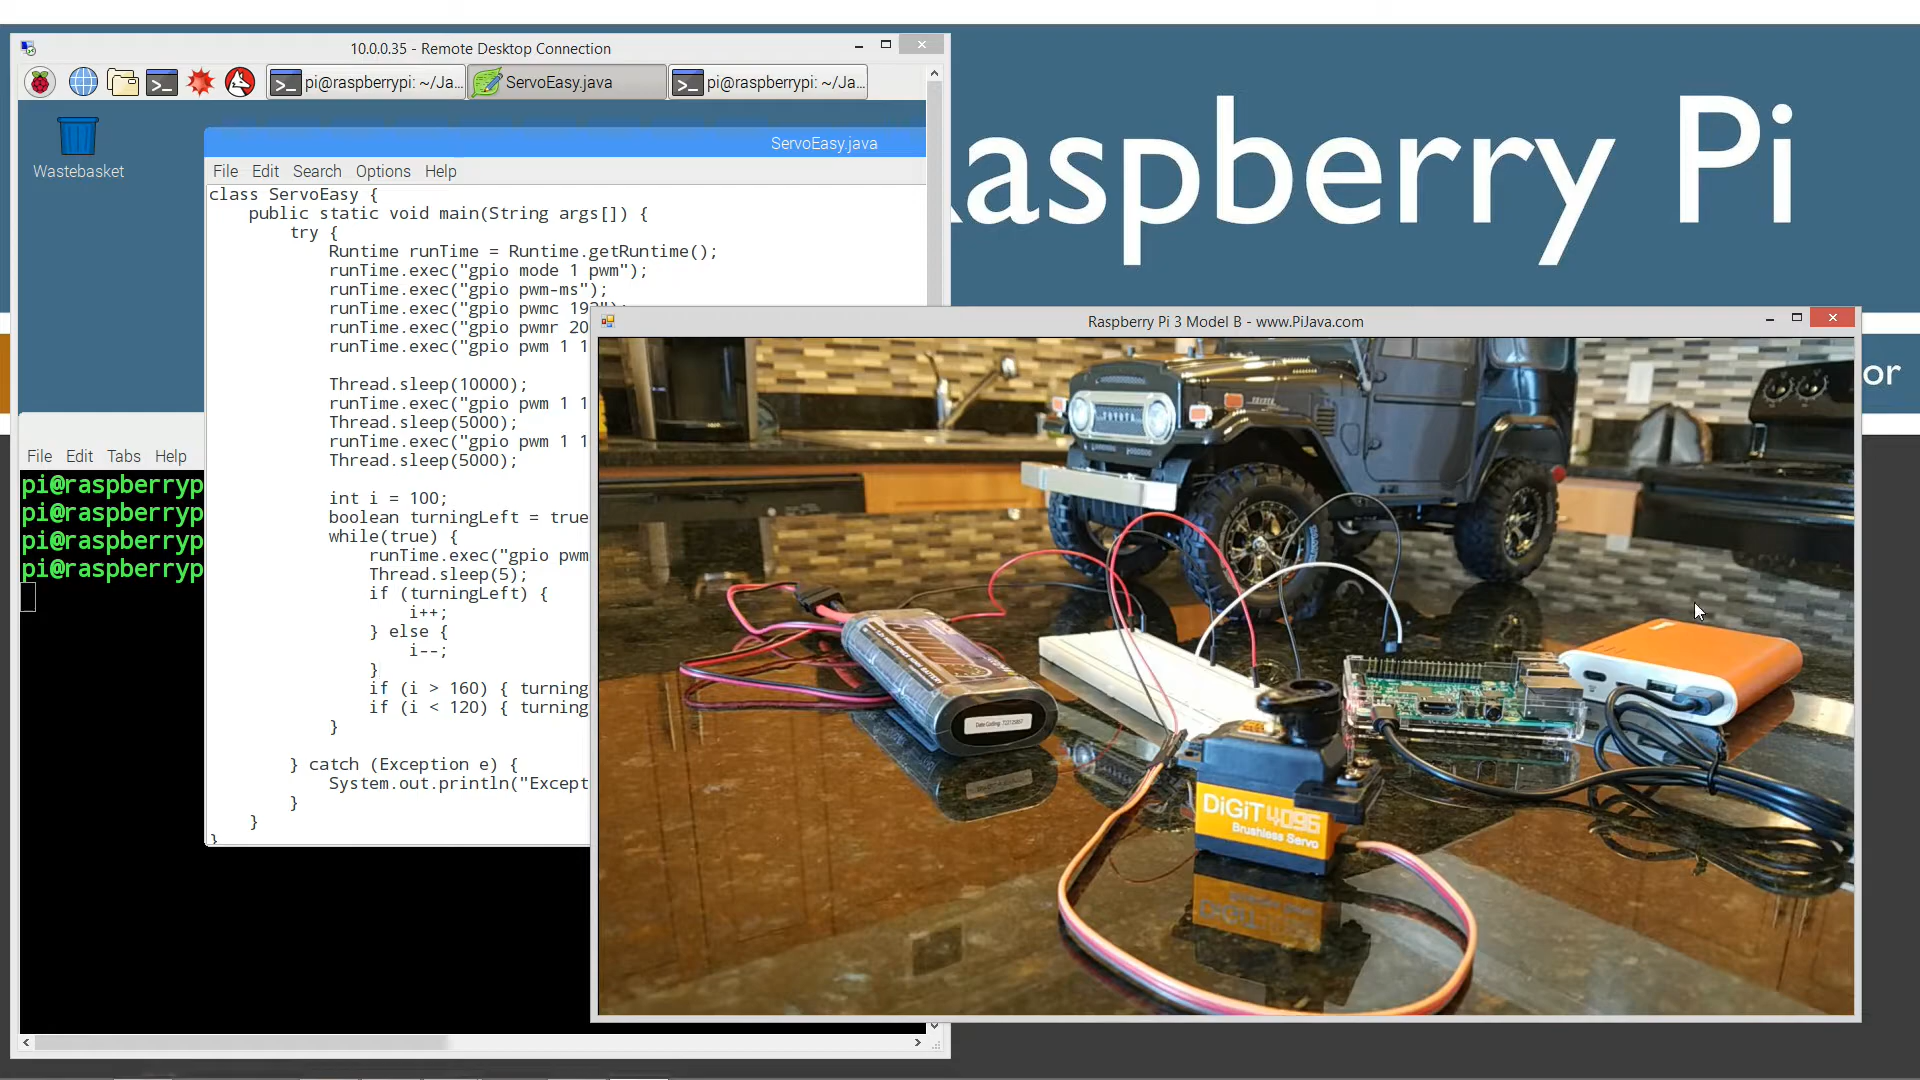 10.0.0.35 - Remote Desktop Connection
pi@raspberrypi: ~/Ja...
ServoEasy.java
pi@raspberrypi: ~/Ja...
Wastebasket
ServoEasy.java
File Edit Search Options Help
class ServoEasy {
public static void main(String args[]) {
try {
Runtime runTime = Runtime.getRuntime();
runTime.exec("gpio mode 1 pwm");
runTime.exec("gpio pwm-ms");
runTime.exec("gpio pwmc 192");
runTime.exec("gpio pwmr 20
runTime.exec("gpio pwm 1 1
Thread.sleep(10000);
runTime.exec("gpio pwm 1 1
Thread.sleep(5000);
runTime.exec("gpio pwm 1 1
Thread.sleep(5000);
int i = 100;
boolean turningLeft = true
while(true) {
runTime.exec("gpio pwm
Thread.sleep(5);
if (turningLeft) {
i++;
} else {
i--;
}
if (i > 160) { turning
if (i < 120) { turning
}
} catch (Exception e) {
System.out.println("Except
}
}
}
File Edit Tabs Help
pi@raspberryp
pi@raspberryp
pi@raspberryp
pi@raspberryp
aspberry Pi
or
Raspberry Pi 3 Model B - www.PiJava.com
TOYOTA
DiGiT 4096
Brushless Servo